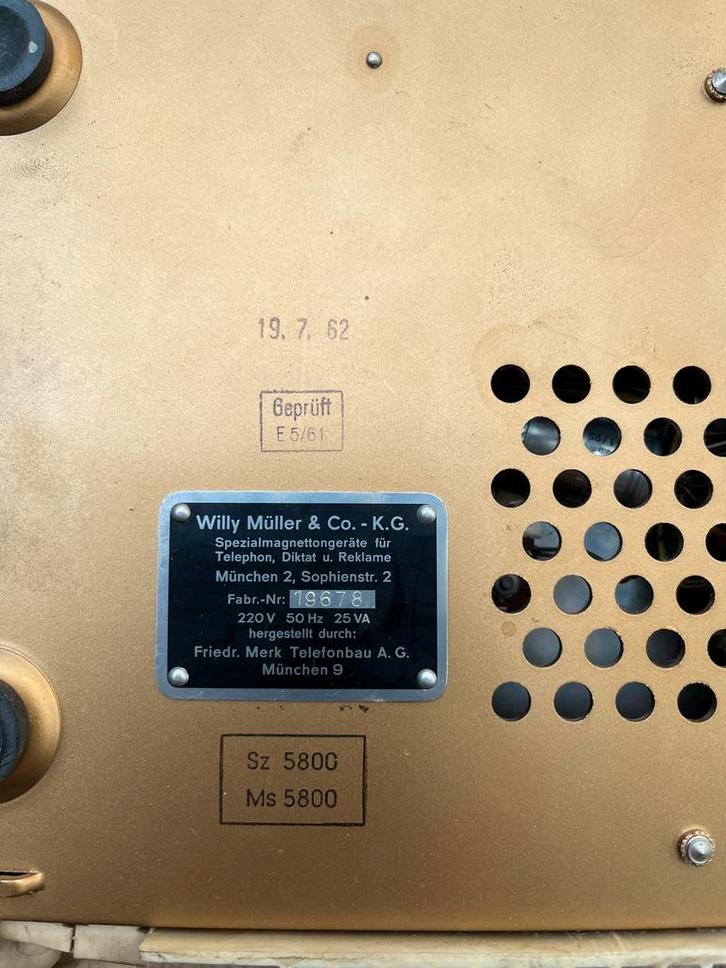 19. 7. 62
Geprüft
E 5/61
Willy Müller & Co. - K.G.
Spezialmagnettongeräte für
Telephon, Diktat u. Reklame
München 2, Sophienstr. 2
Fabr.-Nr: 19678
220 V 50 Hz 25 VA
hergestellt durch:
Friedr. Merk Telefonbau A. G.
München 9
Sz 5800
Ms 5800